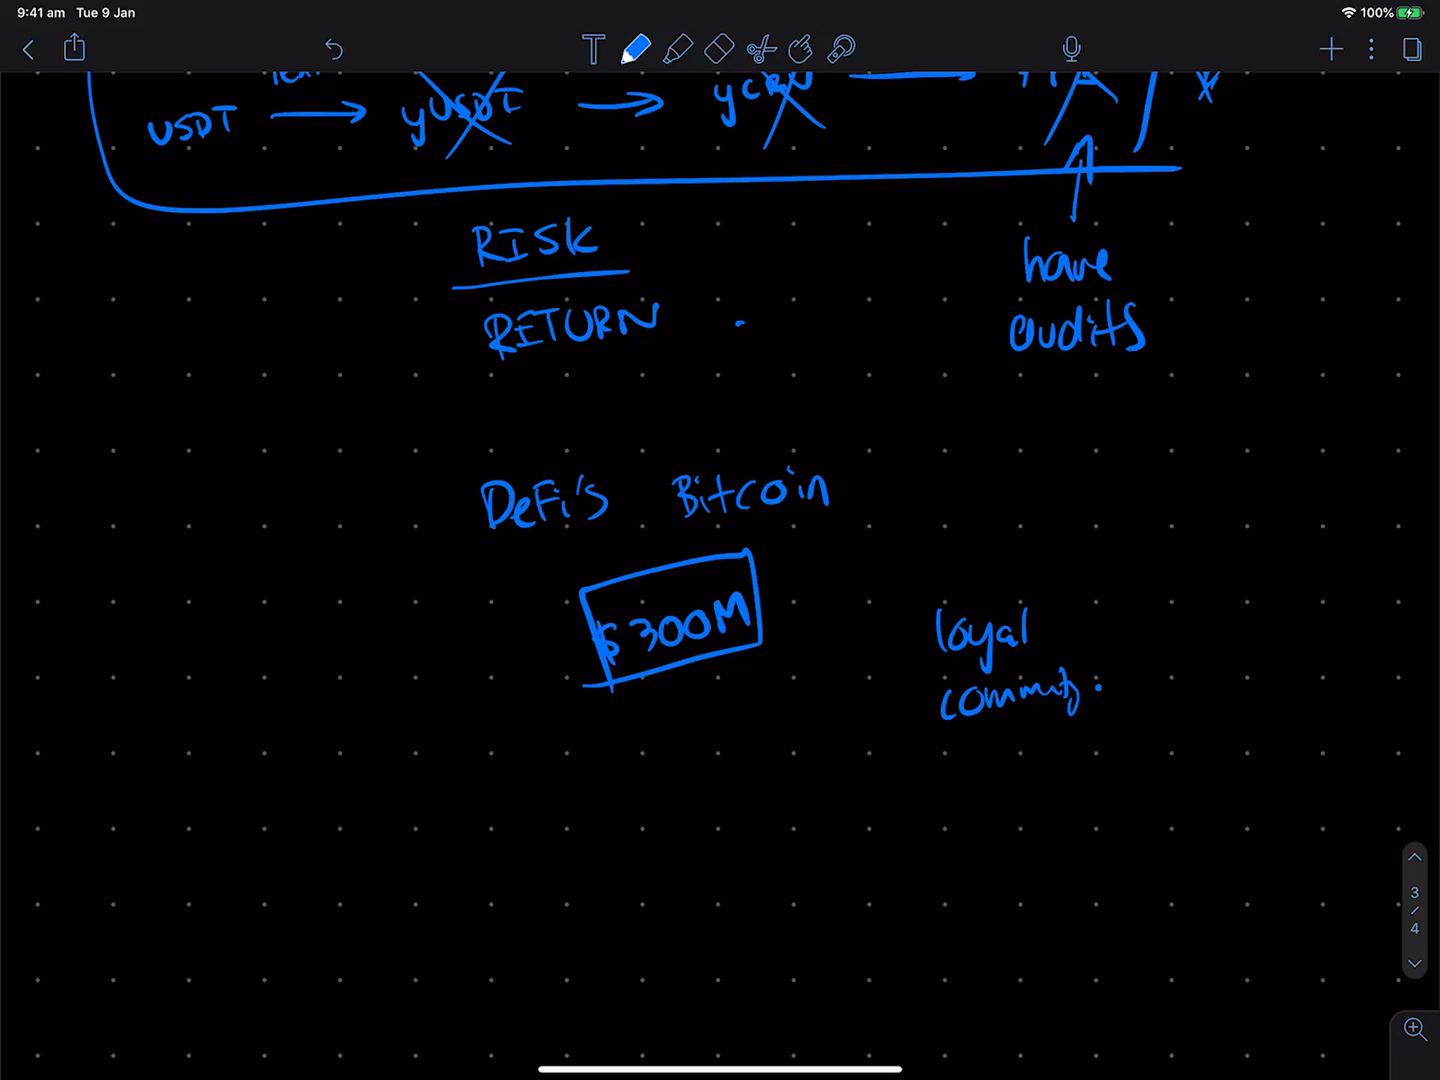 9:41 am Tue 9 Jan
100%
USDT → yUSDT → yCRV →
RISK
RETURN .
have
audits
DeFi's Bitcoin
$300M
loyal
3
/
4